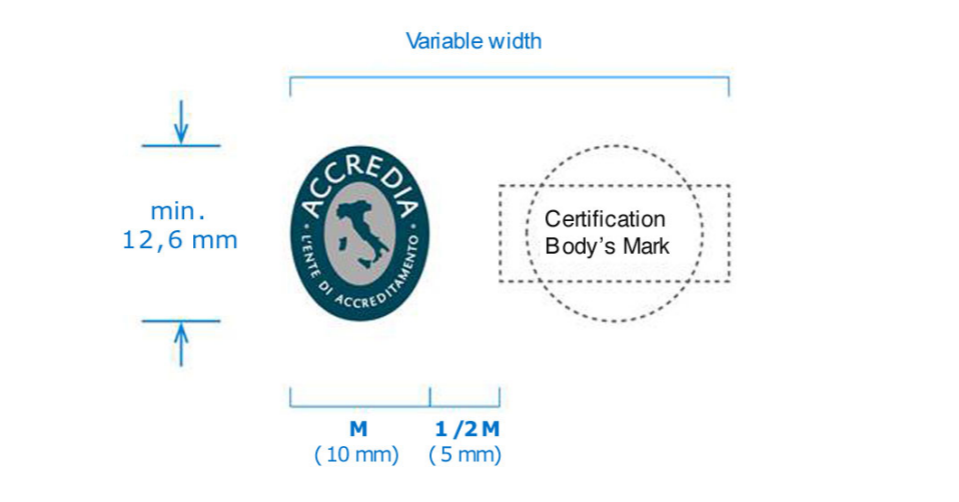 Variable width
min.
12,6 mm
ACCREDIA
L'ENTE DI ACCREDITAMENTO
Certification
Body's Mark
M
(10 mm)
1/2M
(5 mm)